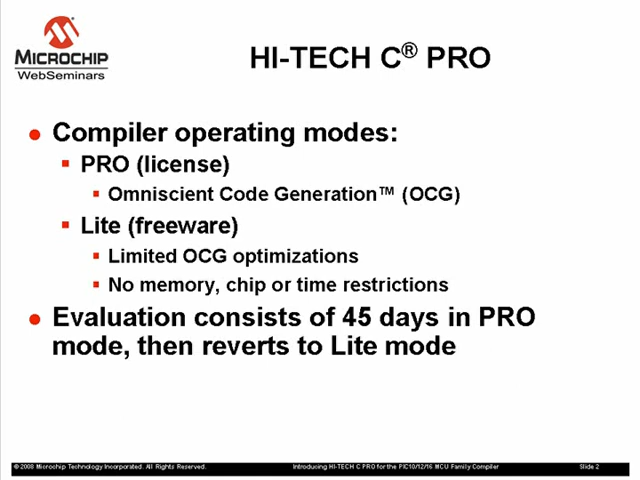 MICROCHIP
WebSeminars
HI-TECH C® PRO
Compiler operating modes:
PRO (license)
Omniscient Code Generation™ (OCG)
Lite (freeware)
Limited OCG optimizations
No memory, chip or time restrictions
Evaluation consists of 45 days in PRO
mode, then reverts to Lite mode
© 2008 Microchip Technology Incorporated. All Rights Reserved.
Introducing HI-TECH C PRO for the PIC10/12/16 MCU Family Compiler
Slide 2